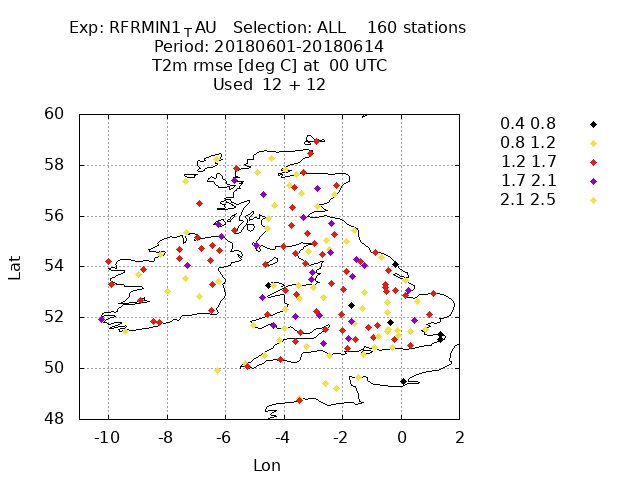 Exp: RFRMIN1_TAU   Selection: ALL    160 stations
Period: 20180601-20180614
T2m rmse [deg C] at  00 UTC
Used  12 + 12
0.4 0.8
0.8 1.2
1.2 1.7
1.7 2.1
2.1 2.5
60
58
56
54
52
50
48
Lat
-10 -8 -6 -4 -2 0 2
Lon